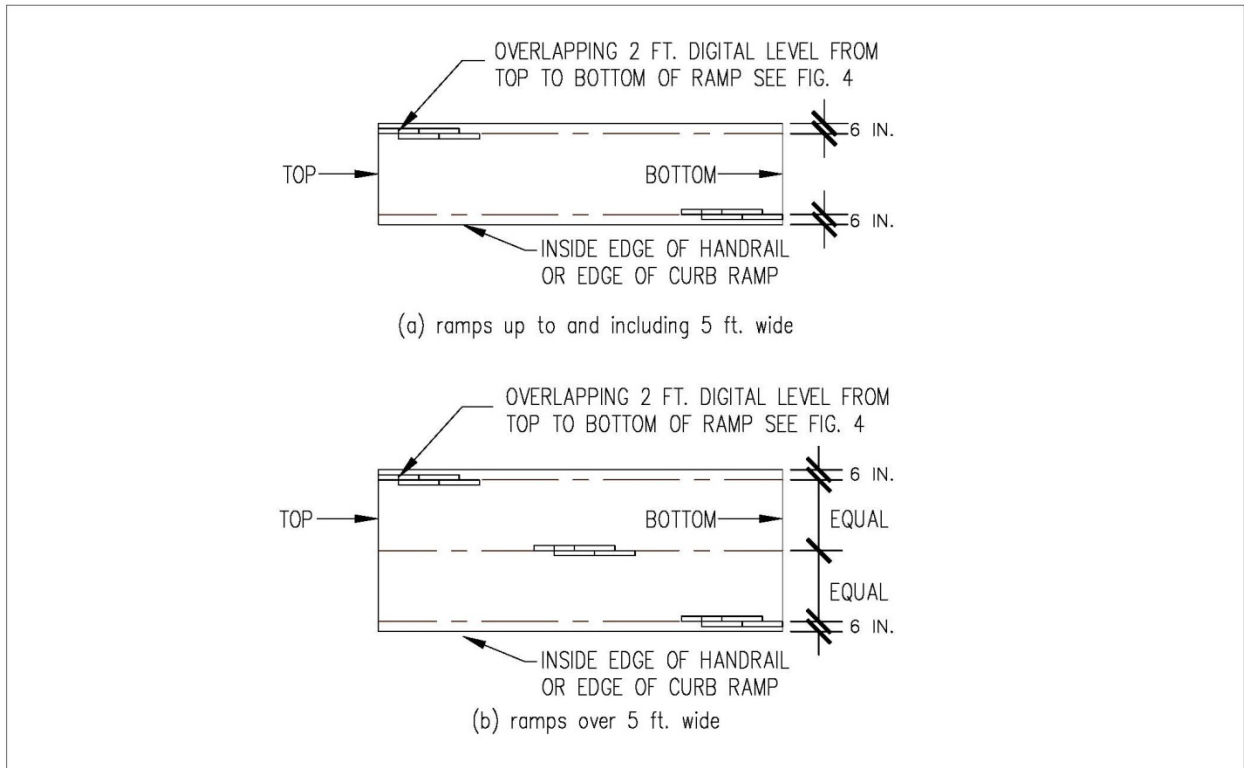 OVERLAPPING 2 FT. DIGITAL LEVEL FROM
TOP TO BOTTOM OF RAMP SEE FIG. 4
6 IN.
TOP
BOTTOM
6 IN.
INSIDE EDGE OF HANDRAIL
OR EDGE OF CURB RAMP
(a) ramps up to and including 5 ft. wide
OVERLAPPING 2 FT. DIGITAL LEVEL FROM
TOP TO BOTTOM OF RAMP SEE FIG. 4
6 IN.
TOP
BOTTOM
EQUAL
EQUAL
6 IN.
INSIDE EDGE OF HANDRAIL
OR EDGE OF CURB RAMP
(b) ramps over 5 ft. wide